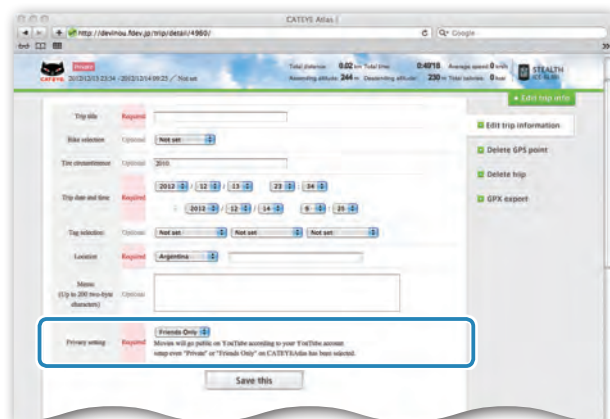 CATEYE Atlas
http://devinou.fdev.jp/trip/detail/4980/
Google
CATEYE
Private
2012/12/13 23:34 /2012/12/14 09:25 / Not set
Total distance: 0.02 km Total time: 0:40'18 Average speed: 0 km/h
Ascending altitude: 244 m Descending altitude: 230 m Total calories: 0 kcal
STEALTH
Edit trip info
Trip title Required
Edit trip information
Bike selection Optional Not set
Delete GPS point
Tire circumference Optional 2010
Delete trip
Trip date and time Required 2012 / 12 / 13 23 : 34
: 2012 / 12 / 14 9 : 25
GPX export
Tag selection Optional Not set Not set Not set
Location Required Argentina
Memo
(Up to 200 two-byte
characters)
Optional
Privacy setting Required Friends Only
Movies will go public on YouTube according to your YouTube account
setup even "Private" or "Friends Only" on CATEYEAtlas has been selected.
Save this